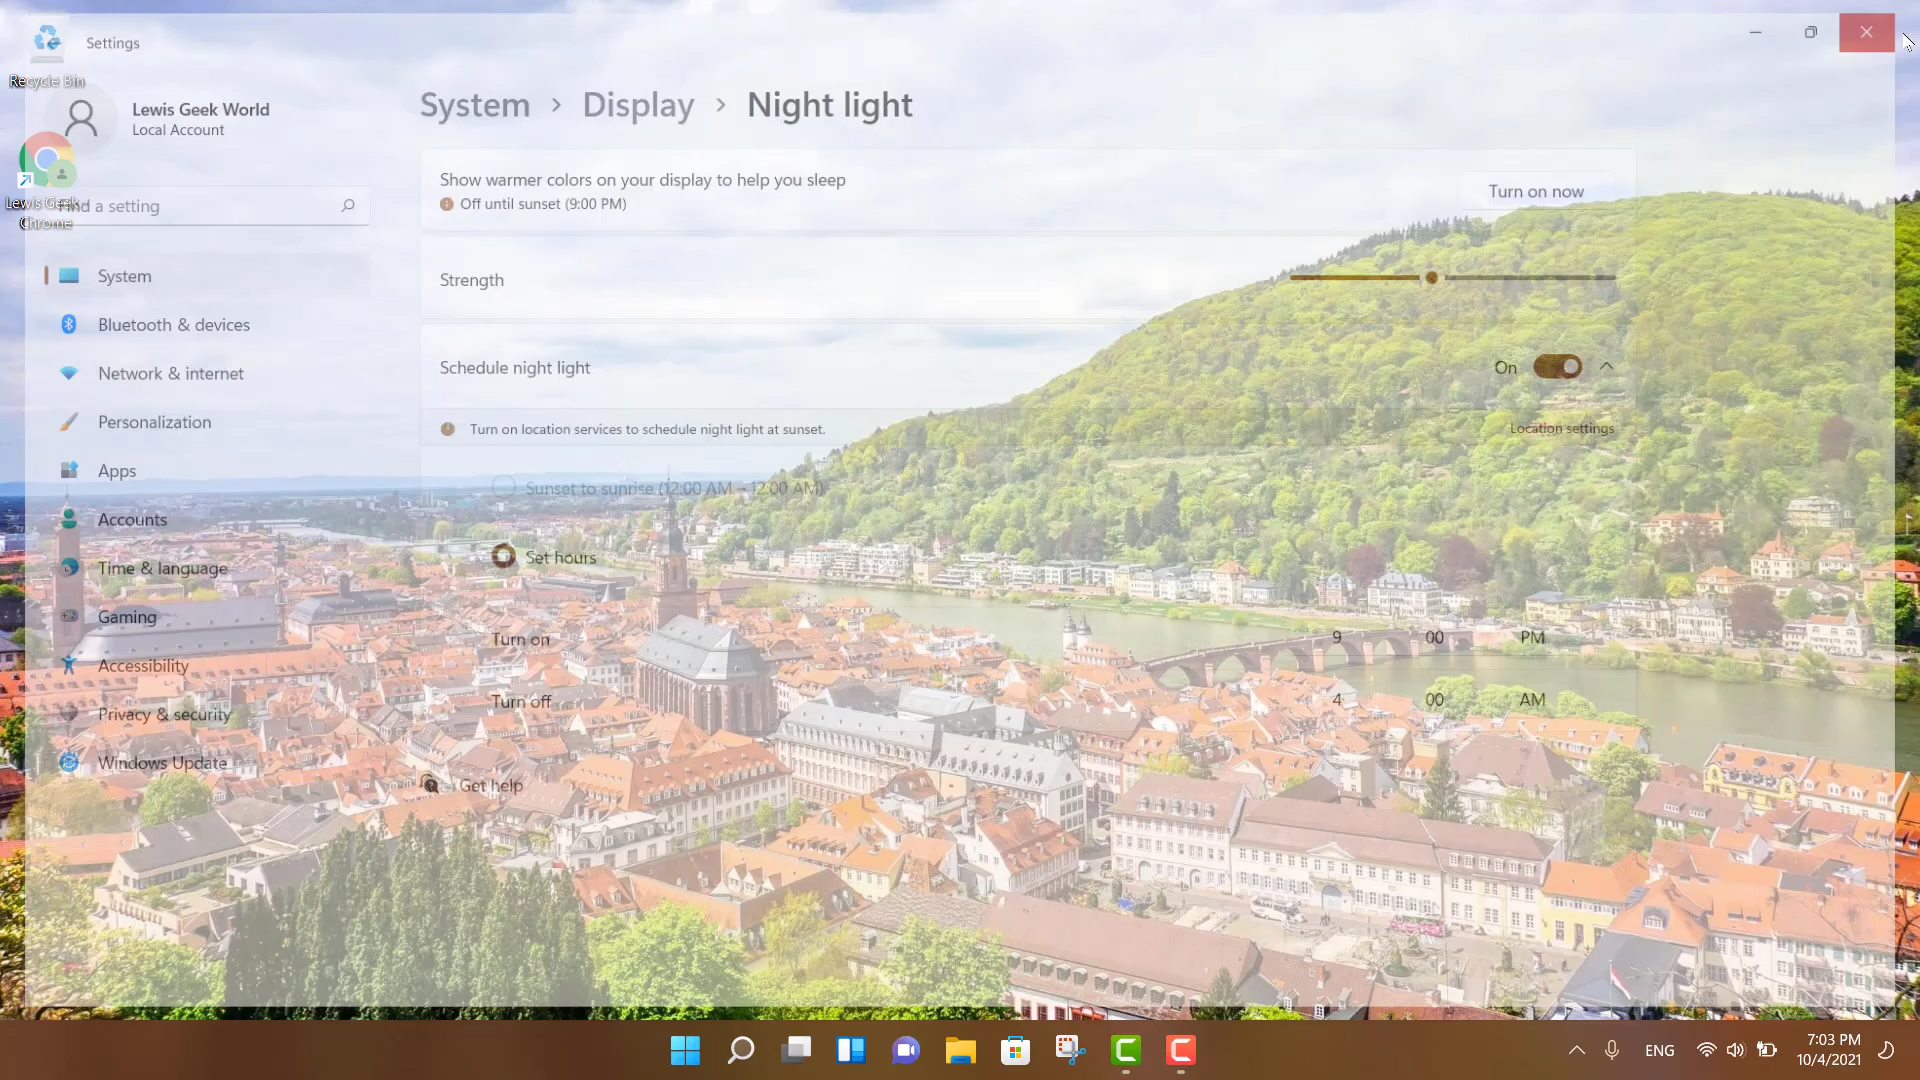 Settings
Recycle Bin
Lewis Geek World
Local Account
Lewis Geek
Chrome
Find a setting
System
Bluetooth & devices
Network & internet
Personalization
Apps
Accounts
Time & language
Gaming
Accessibility
Privacy & security
Windows Update
System > Display > Night light
Show warmer colors on your display to help you sleep
Off until sunset (9:00 PM)
Turn on now
Strength
Schedule night light
On
Turn on location services to schedule night light at sunset.
Location settings
Sunset to sunrise (12:00 AM - 12:00 AM)
Set hours
Turn on
9 00 PM
Turn off
4 00 AM
Get help
ENG
7:03 PM
10/4/2021